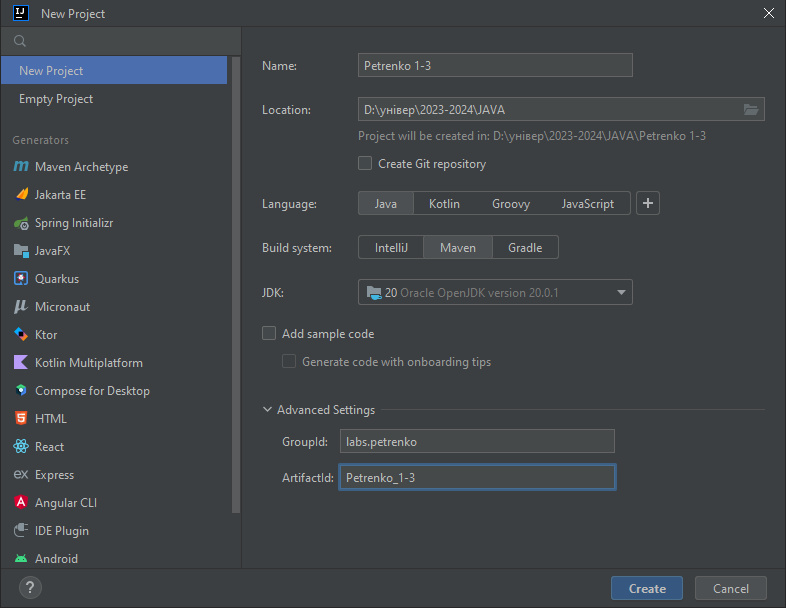 New Project
New Project
Empty Project
Generators
Maven Archetype
Jakarta EE
Spring Initializr
JavaFX
Quarkus
Micronaut
Ktor
Kotlin Multiplatform
Compose for Desktop
HTML
React
Express
Angular CLI
IDE Plugin
Android
Name: Petrenko 1-3
Location: D:\універ\2023-2024\JAVA
Project will be created in: D:\універ\2023-2024\JAVA\Petrenko 1-3
Create Git repository
Language: Java Kotlin Groovy JavaScript +
Build system: IntelliJ Maven Gradle
JDK: 20 Oracle OpenJDK version 20.0.1
Add sample code
Generate code with onboarding tips
Advanced Settings
GroupId: labs.petrenko
ArtifactId: Petrenko_1-3
? Create Cancel